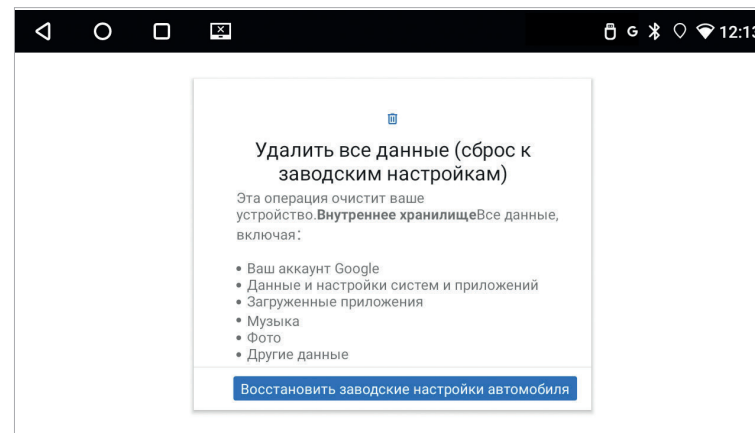 G 12:13
Удалить все данные (сброс к
заводским настройкам)
Эта операция очистит ваше
устройство.Внутреннее хранилищеВсе данные,
включая:
• Ваш аккаунт Google
• Данные и настройки систем и приложений
• Загруженные приложения
• Музыка
• Фото
• Другие данные
Восстановить заводские настройки автомобиля